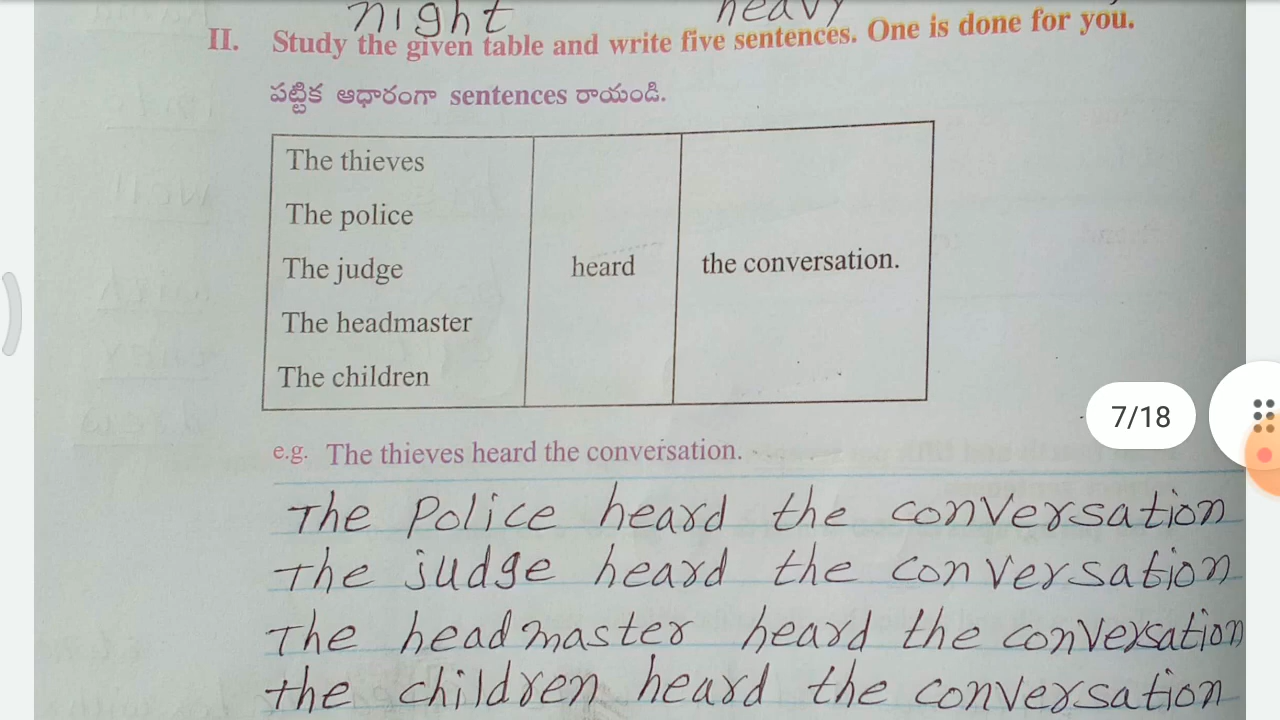 night heavy
II. Study the given table and write five sentences. One is done for you.
పట్టిక ఆధారంగా sentences రాయండి.
The thieves
The police
The judge
The headmaster
The children
heard
the conversation.
7/18
e.g. The thieves heard the conversation.
The Police heard the conversation
The judge heard the conversation
The headmaster heard the conversation
the children heard the conversation